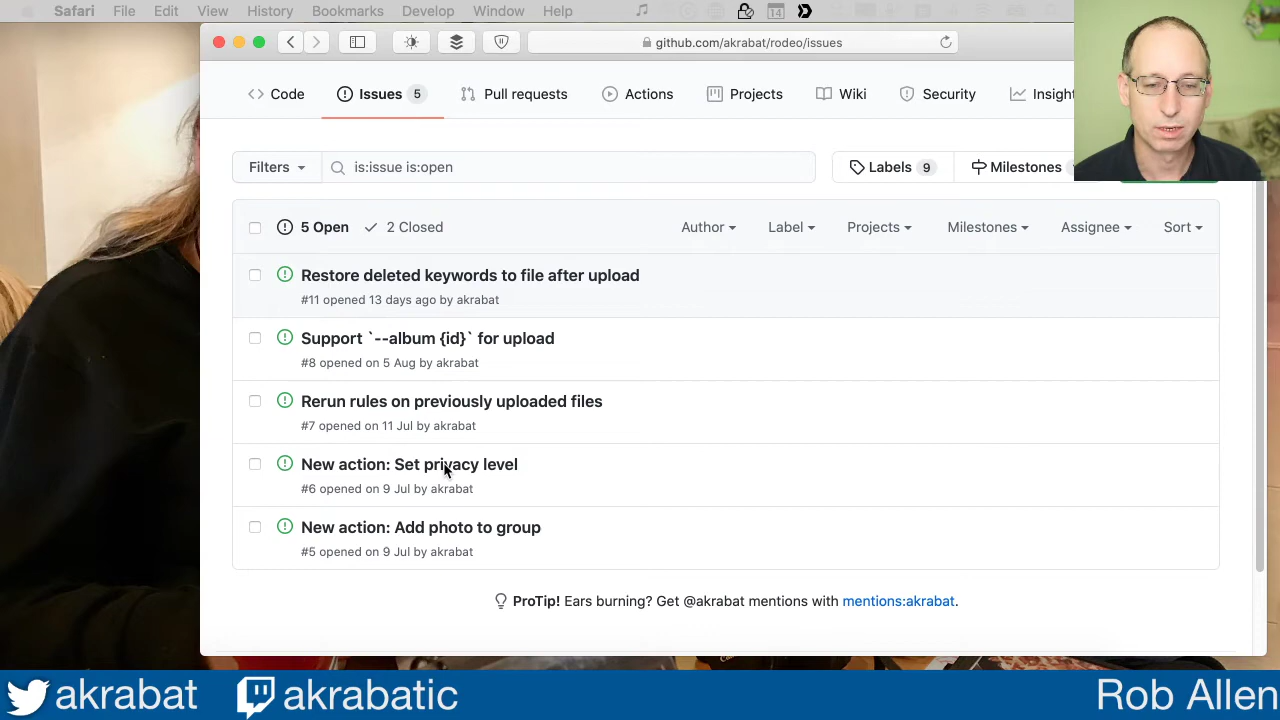 Safari File Edit View History Bookmarks Develop Window Help 14
github.com/akrabat/rodeo/issues
Code Issues 5 Pull requests Actions Projects Wiki Security
Filters is:issue is:open Labels 9 Milestones
5 Open 2 Closed Author Label Projects Milestones Assignee Sort
Restore deleted keywords to file after upload
#11 opened 13 days ago by akrabat
Support `--album {id}` for upload
#8 opened on 5 Aug by akrabat
Rerun rules on previously uploaded files
#7 opened on 11 Jul by akrabat
New action: Set privacy level
#6 opened on 9 Jul by akrabat
New action: Add photo to group
#5 opened on 9 Jul by akrabat
ProTip! Ears burning? Get @akrabat mentions with mentions:akrabat.
akrabat akrabatic Rob Allen